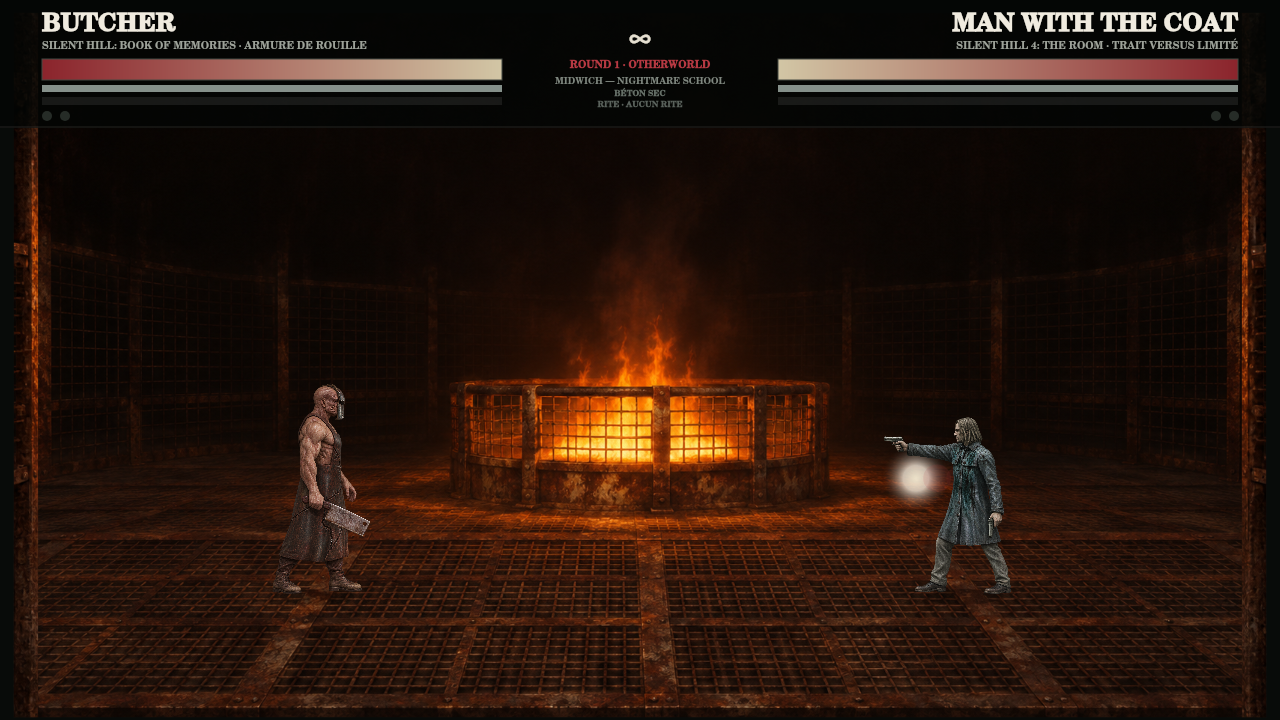 BUTCHER
SILENT HILL: BOOK OF MEMORIES · ARMURE DE ROUILLE
∞
ROUND 1 · OTHERWORLD
MIDWICH — NIGHTMARE SCHOOL
BÉTON SEC
RITE · AUCUN RITE
MAN WITH THE COAT
SILENT HILL 4: THE ROOM · TRAIT VERSUS LIMITÉ